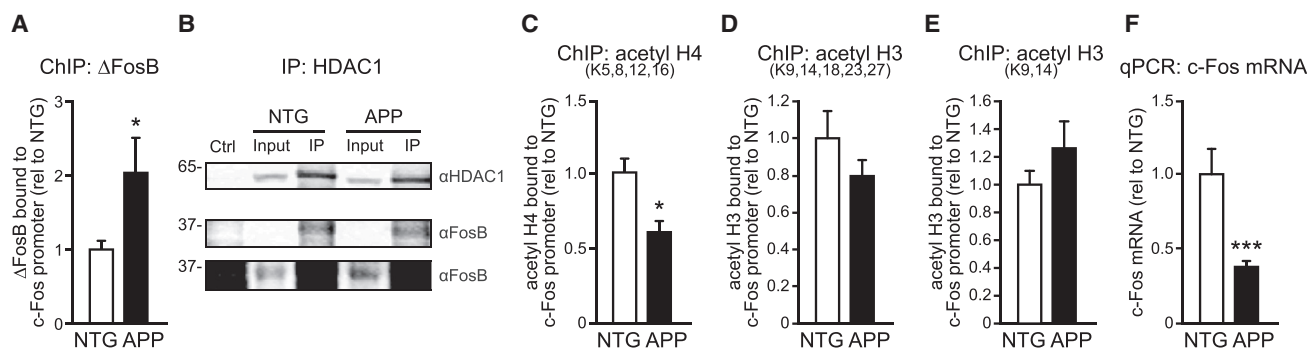 A
ChIP: ΔFosB
ΔFosB bound to
c-Fos promoter (rel to NTG)
3
2
1
0
*
NTG APP
B
IP: HDAC1
NTG APP
Ctrl Input IP Input IP
65-
αHDAC1
37-
αFosB
37-
αFosB
C
ChIP: acetyl H4
(K5,8,12,16)
acetyl H4 bound to
c-Fos promoter (rel to NTG)
1.5
1.0
0.5
0
*
NTG APP
D
ChIP: acetyl H3
(K9,14,18,23,27)
acetyl H3 bound to
c-Fos promoter (rel to NTG)
1.2
1.0
0.8
0.6
0.4
0.2
0
NTG APP
E
ChIP: acetyl H3
(K9,14)
acetyl H3 bound to
c-Fos promoter (rel to NTG)
1.6
1.4
1.2
1.0
0.8
0.6
0.4
0.2
0
NTG APP
F
qPCR: c-Fos mRNA
c-Fos mRNA (rel to NTG)
1.5
1.0
0.5
0
***
NTG APP